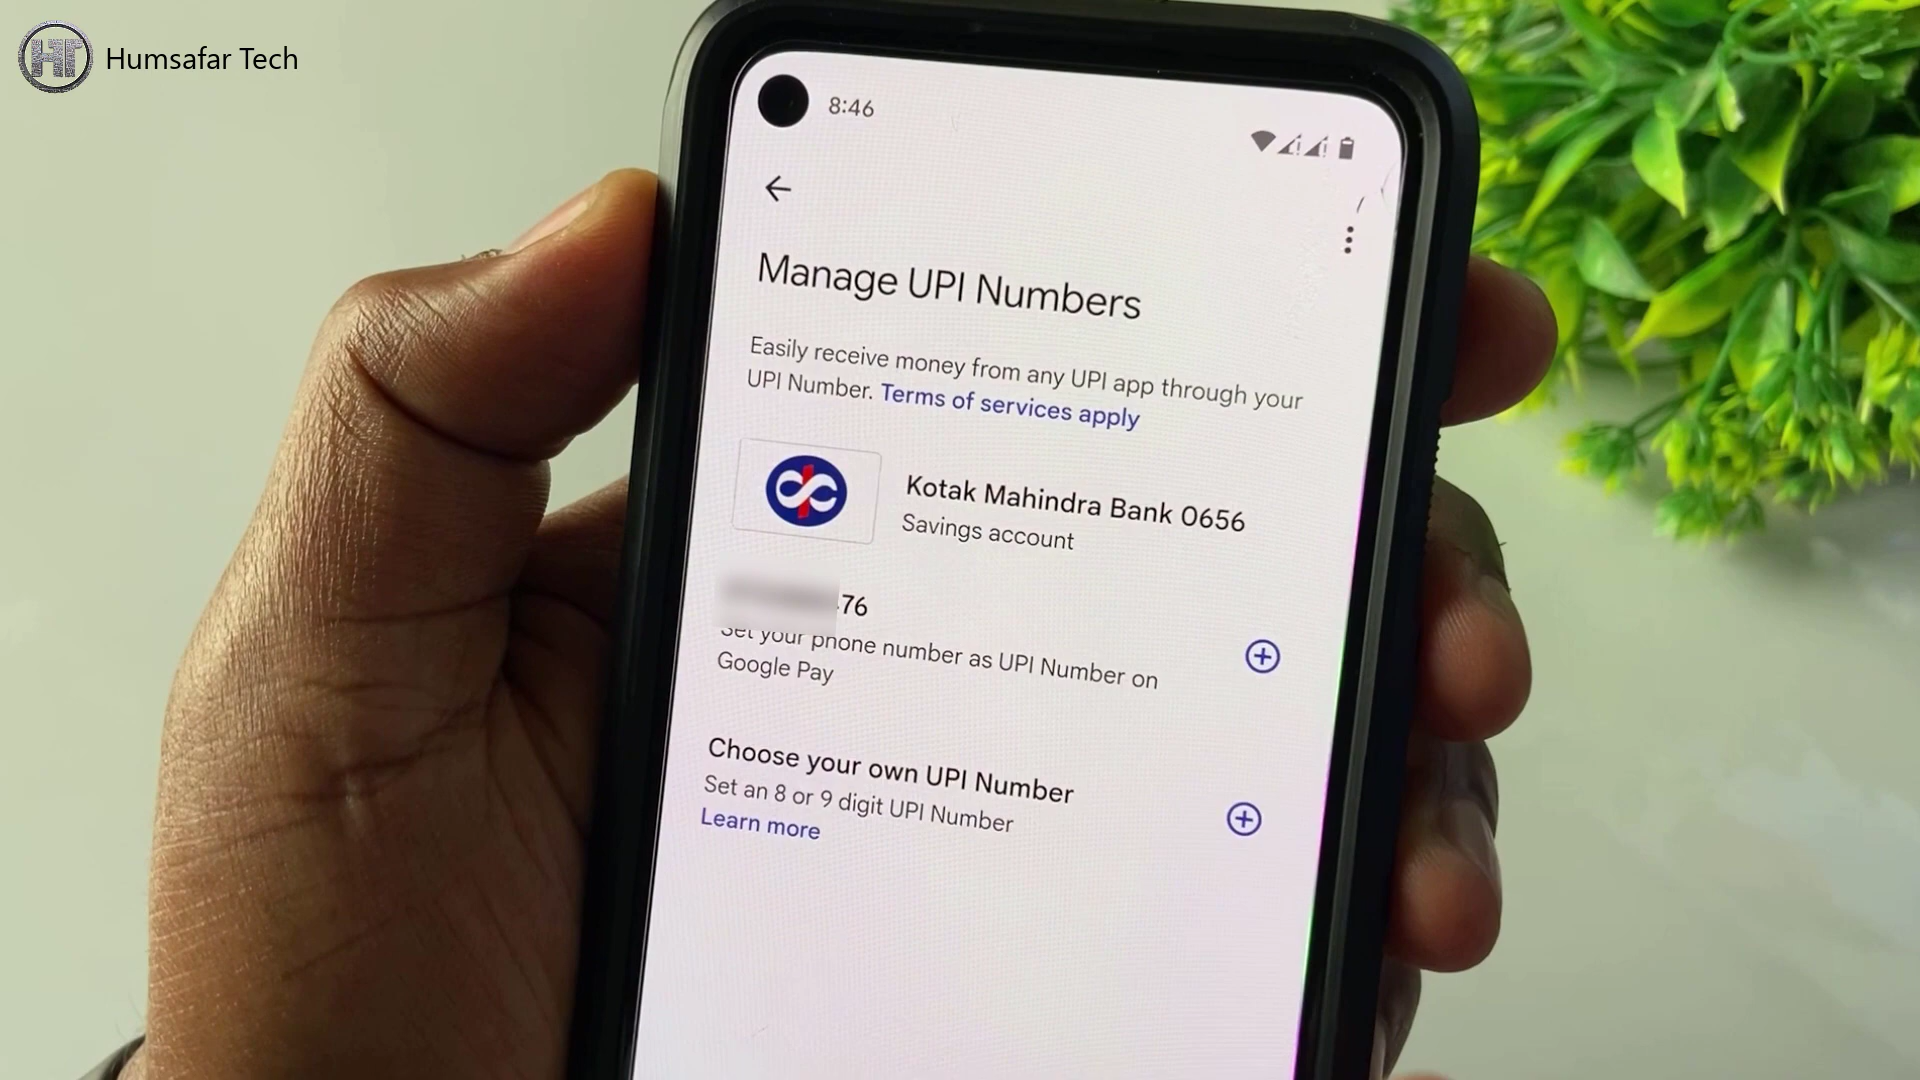 HT Humsafar Tech
8:46
Manage UPI Numbers
Easily receive money from any UPI app through your
UPI Number. Terms of services apply
Kotak Mahindra Bank 0656
Savings account
76
Set your phone number as UPI Number on
Google Pay
Choose your own UPI Number
Set an 8 or 9 digit UPI Number
Learn more